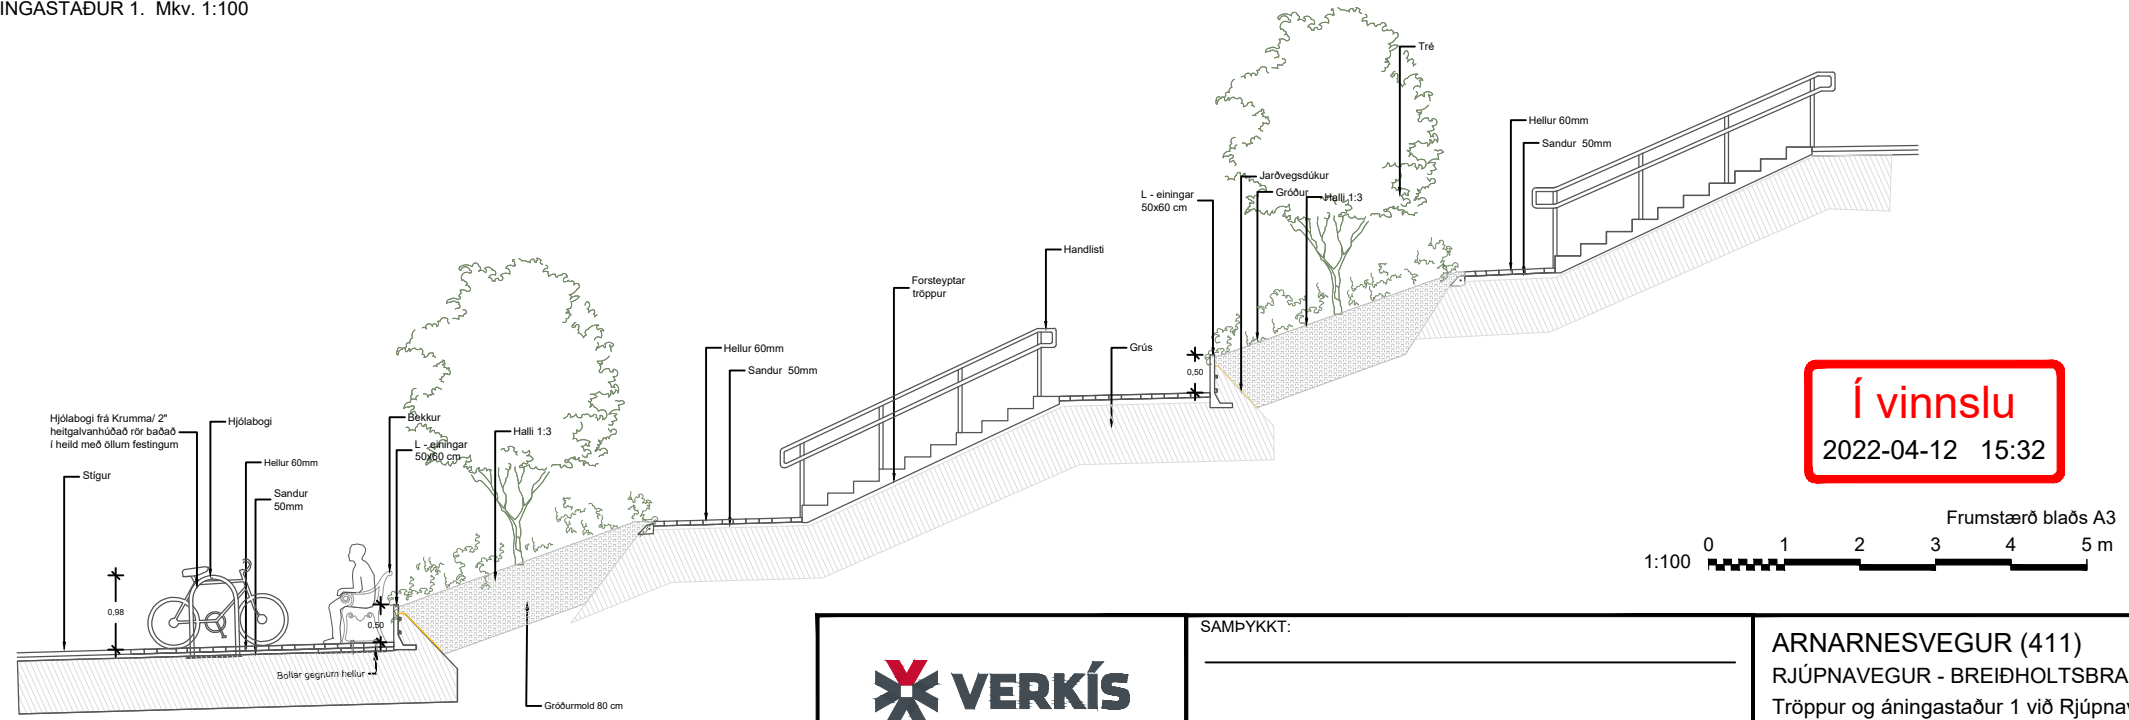 INGASTAÐUR 1. Mkv. 1:100
Tré
Hellur 60mm
Sandur 50mm
Jarðvegsdúkur
Gróður
Halli 1:3
L - einingar
50x60 cm
Handlisti
Forsteyptar
tröppur
Hellur 60mm
Sandur 50mm
Grús
0,50
Hjólabogi frá Krumma/ 2"
heitgalvanhúðað rör baðað
í heild með öllum festingum
Hjólabogi
Bekkur
L - einingar
50x60 cm
Halli 1:3
Stígur
Hellur 60mm
Sandur
50mm
0,98
0,50
Boltar gegnum hellur
Gróðurmold 80 cm
Í vinnslu
2022-04-12 15:32
Frumstærð blaðs A3
1:100 0 1 2 3 4 5 m
VERKÍS
SAMÞYKKT:
ARNARNESVEGUR (411)
RJÚPNAVEGUR - BREIÐHOLTSBRA
Tröppur og áningastaður 1 við Rjúpnav